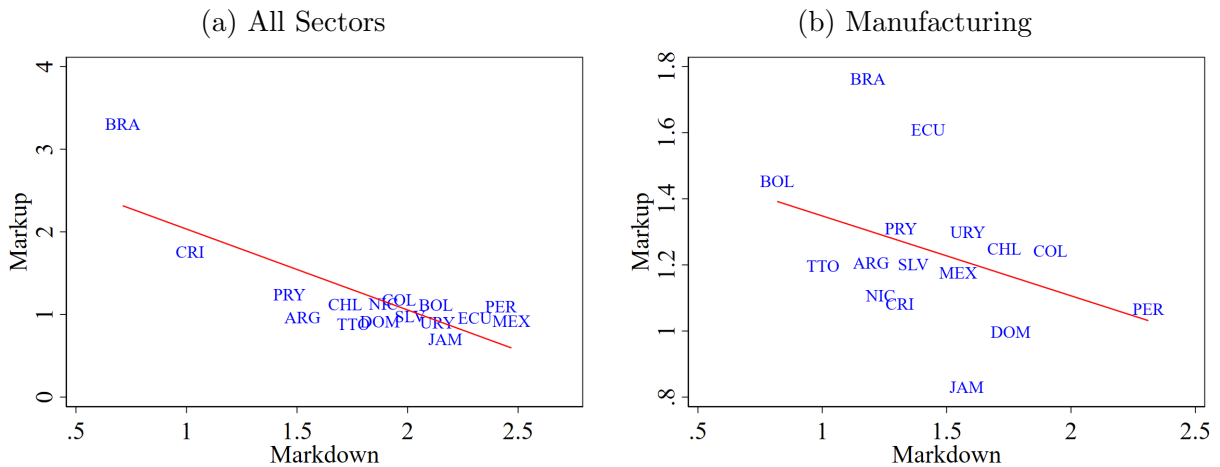 (a) All Sectors
4
3
2
1
0
Markup
BRA
CRI
PRY
ARG
CHL
TTO
NIC
DOM
COL
SLV
BOL
URY
JAM
ECU
PER
MEX
.5
1
1.5
2
2.5
Markdown
(b) Manufacturing
1.8
1.6
1.4
1.2
1
.8
Markup
BRA
ECU
BOL
PRY
URY
CHL
COL
TTO
ARG
SLV
MEX
NIC
CRI
PER
DOM
JAM
.5
1
1.5
2
2.5
Markdown